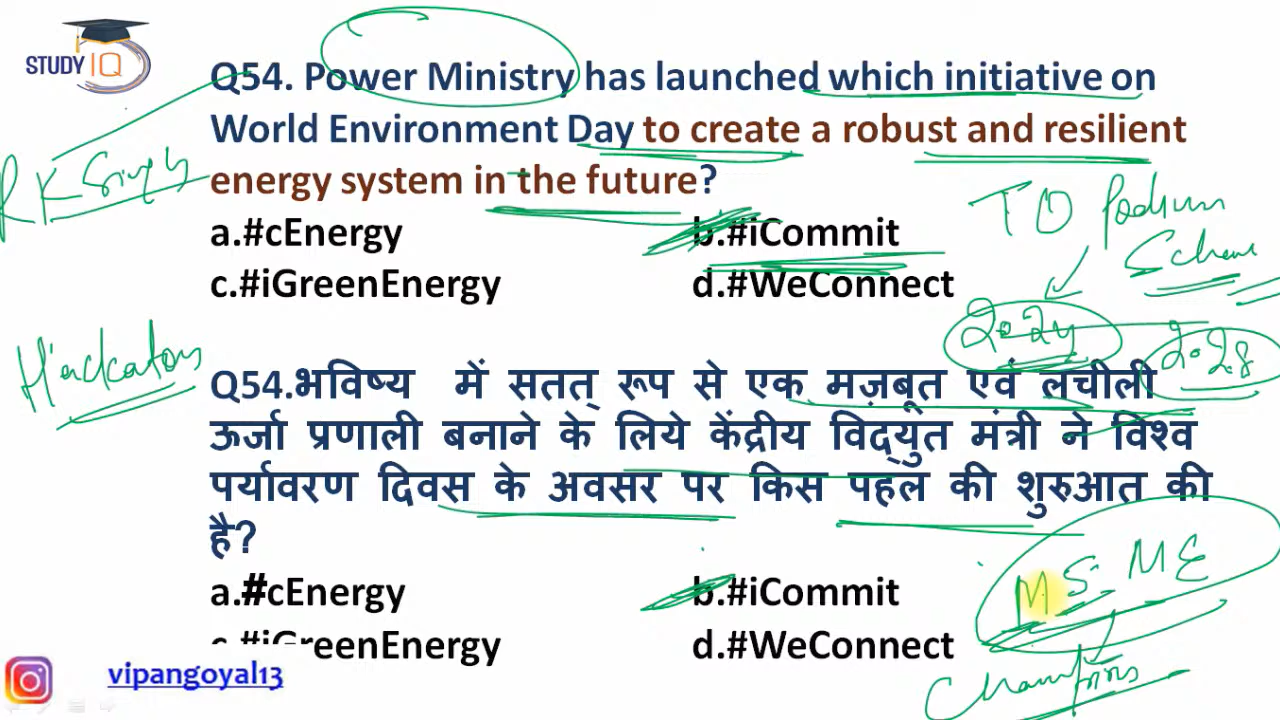 STUDY IQ
Q54. Power Ministry has launched which initiative on
World Environment Day to create a robust and resilient
energy system in the future?
a.#cEnergy b.#iCommit
c.#iGreenEnergy d.#WeConnect
R K Singh
TO Podium
Scheme
2024
2028
Q54.भविष्य में सतत् रूप से एक मज़बूत एवं लचीली
ऊर्जा प्रणाली बनाने के लिये केंद्रीय विद्युत मंत्री ने विश्व
पर्यावरण दिवस के अवसर पर किस पहल की शुरुआत की
है?
a.#cEnergy b.#iCommit
c.#iGreenEnergy d.#WeConnect
MSME
Champions
vipangoyal13